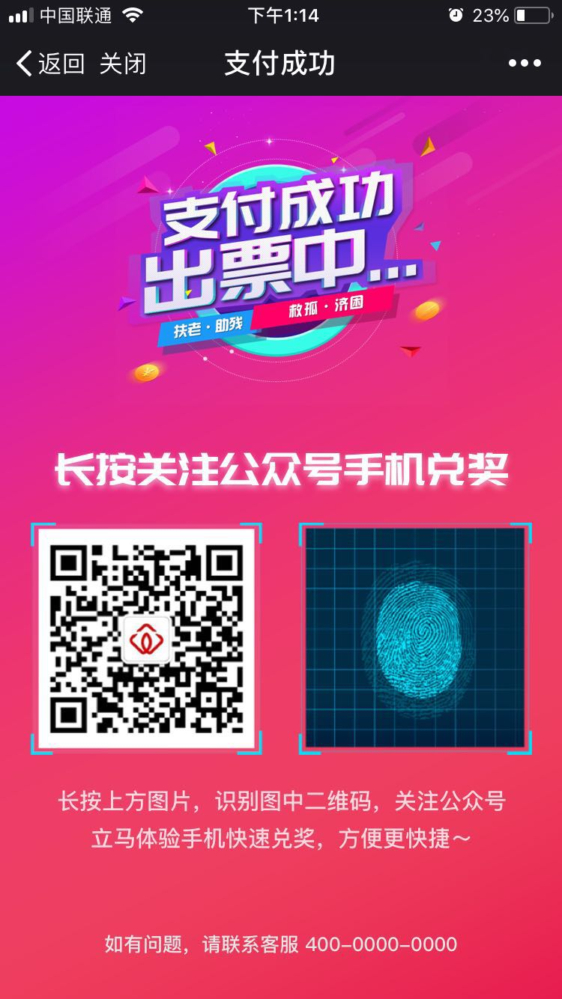 中国联通
下午1:14
23%
返回 关闭
支付成功
支付成功
出票中...
扶老·助残
救孤·济困
长按关注公众号手机兑奖
长按上方图片，识别图中二维码，关注公众号
立马体验手机快速兑奖，方便更快捷～
如有问题，请联系客服 400-0000-0000